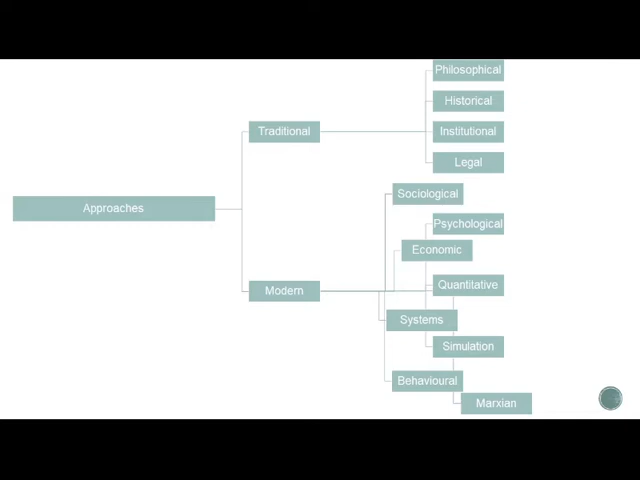 Philosophical
Historical
Traditional
Institutional
Legal
Sociological
Approaches
Psychological
Economic
Modern
Quantitative
Systems
Simulation
Behavioural
Marxian